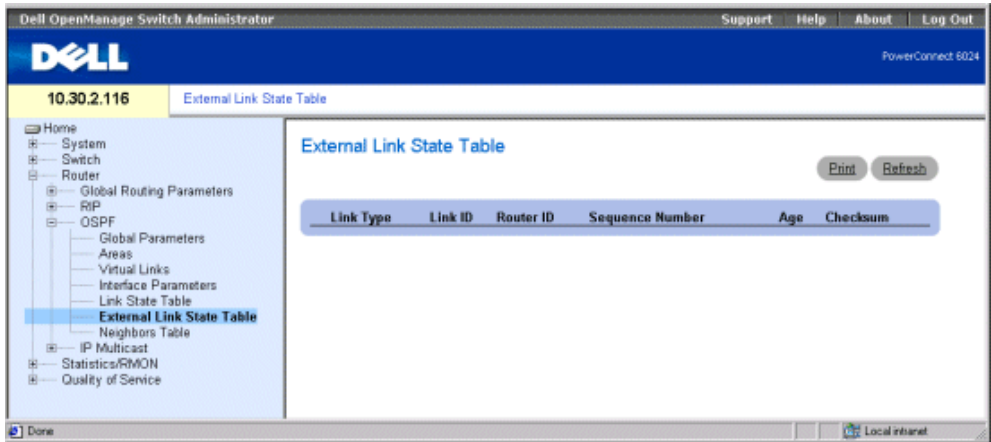 Dell OpenManage Switch Administrator
Support Help About Log Out
DELL
PowerConnect 6024
10.30.2.116
External Link State Table
Home
System
Switch
Router
Global Routing Parameters
RIP
OSPF
Global Parameters
Areas
Virtual Links
Interface Parameters
Link State Table
External Link State Table
Neighbors Table
IP Multicast
Statistics/RMON
Quality of Service
External Link State Table
Print Refresh
Link Type Link ID Router ID Sequence Number Age Checksum
Done
Local intranet